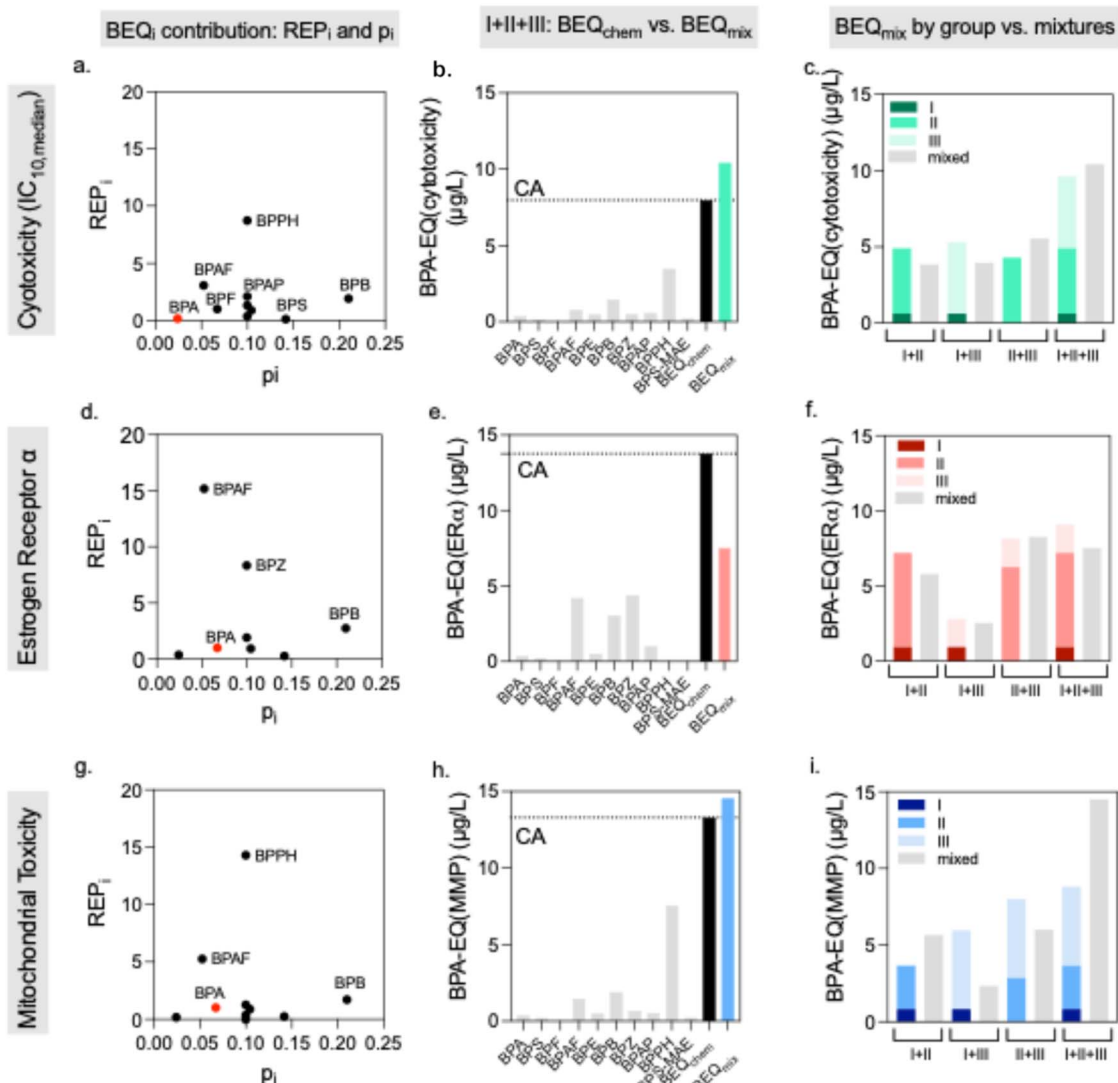 BEQi contribution: REPi and pi
I+II+III: BEQchem vs. BEQmix
BEQmix by group vs. mixtures
Cyotoxicity (IC10,median)
a.
20
15
10
5
0
REPi
BPPH
BPAF
BPAP
BPF
BPA
BPB
BPS
0.00 0.05 0.10 0.15 0.20 0.25
pi
b.
15
10
5
0
BPA-EQ(cytotoxicity)
(µg/L)
CA
BPA
BPS
BPF
BPAF
BPE
BPB
BPZ
BPAP
BPPH
BPS-MAE
BEQchem
BEQmix
c.
15
10
5
0
BPA-EQ(cytotoxicity) (µg/L)
I
II
III
mixed
I+II
I+III
II+III
I+II+III
Estrogen Receptor α
d.
20
15
10
5
0
REPi
BPAF
BPZ
BPB
BPA
0.00 0.05 0.10 0.15 0.20 0.25
pi
e.
15
10
5
0
BPA-EQ(ERα) (µg/L)
CA
BPA
BPS
BPF
BPAF
BPE
BPB
BPZ
BPAP
BPPH
BPS-MAE
BEQchem
BEQmix
f.
15
10
5
0
BPA-EQ(ERα) (µg/L)
I
II
III
mixed
I+II
I+III
II+III
I+II+III
Mitochondrial Toxicity
g.
20
15
10
5
0
REPi
BPPH
BPAF
BPA
BPB
0.00 0.05 0.10 0.15 0.20 0.25
pi
h.
15
10
5
0
BPA-EQ(MMP) (µg/L)
CA
BPA
BPS
BPF
BPAF
BPE
BPB
BPZ
BPAP
BPPH
BPS-MAE
BEQchem
BEQmix
i.
15
10
5
0
BPA-EQ(MMP) (µg/L)
I
II
III
mixed
I+II
I+III
II+III
I+II+III